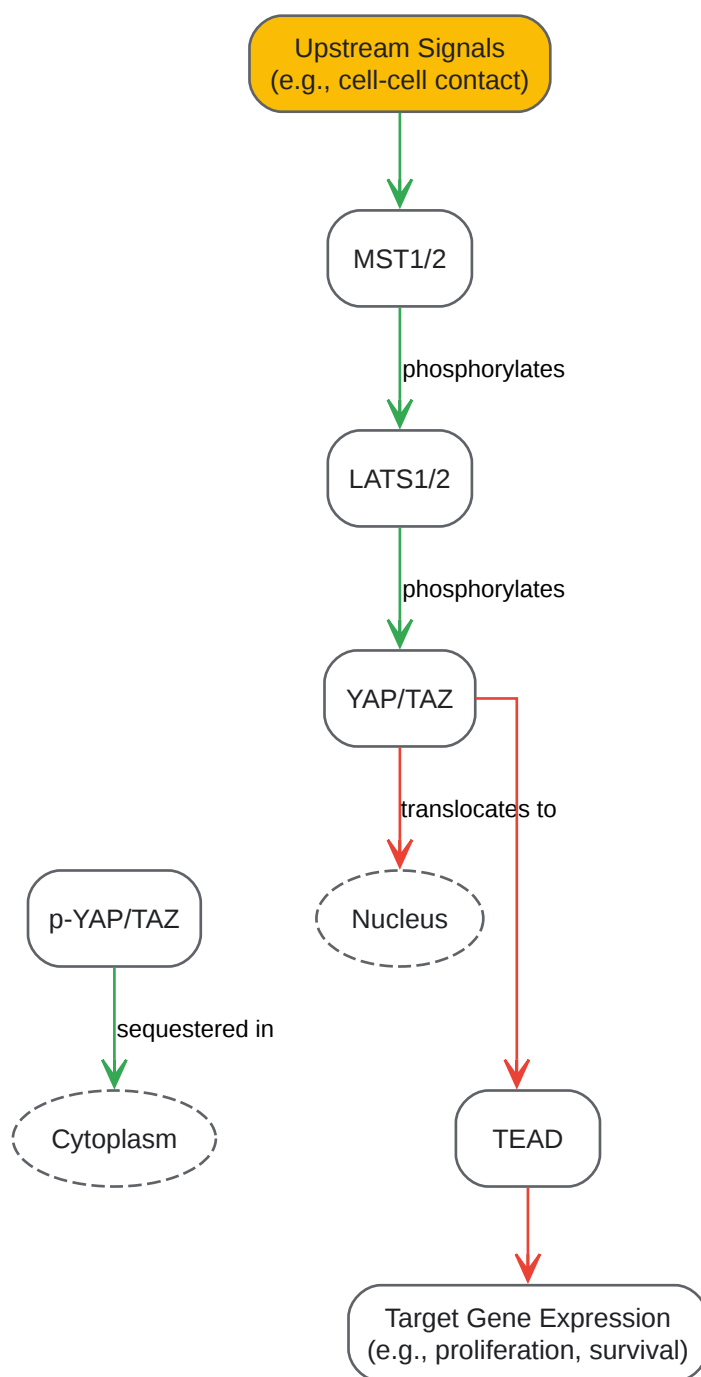 Upstream Signals
(e.g., cell-cell contact)
MST1/2
phosphorylates
LATS1/2
phosphorylates
YAP/TAZ
translocates to
p-YAP/TAZ
Nucleus
sequestered in
Cytoplasm
TEAD
Target Gene Expression
(e.g., proliferation, survival)